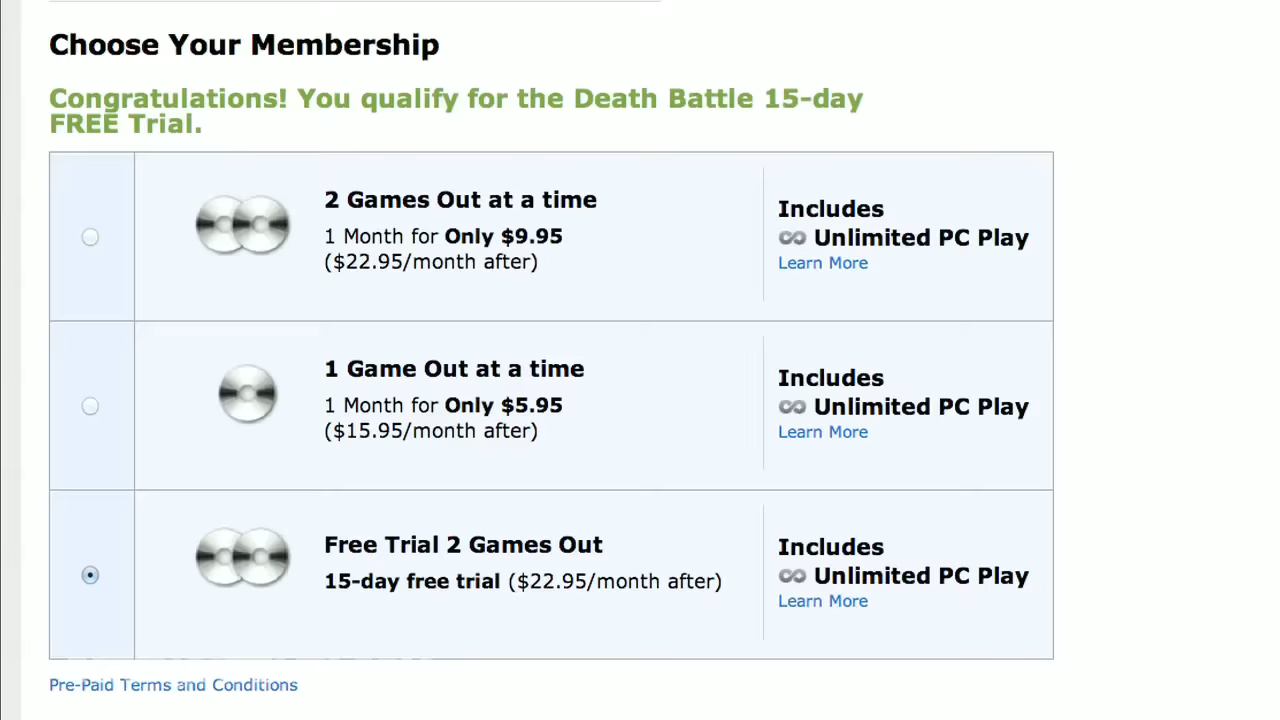 Choose Your Membership
Congratulations! You qualify for the Death Battle 15-day
FREE Trial.
2 Games Out at a time
1 Month for Only $9.95
($22.95/month after)
Includes
Unlimited PC Play
Learn More
1 Game Out at a time
1 Month for Only $5.95
($15.95/month after)
Includes
Unlimited PC Play
Learn More
Free Trial 2 Games Out
15-day free trial ($22.95/month after)
Includes
Unlimited PC Play
Learn More
Pre-Paid Terms and Conditions